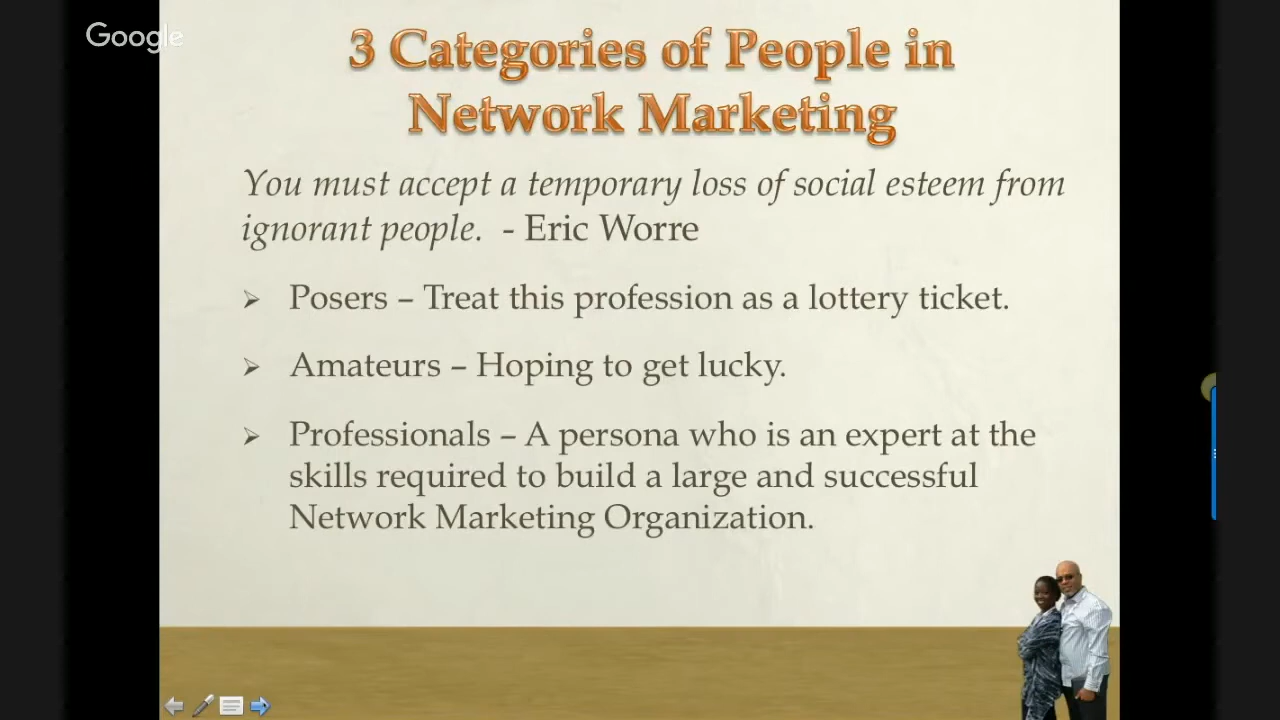 Google
3 Categories of People in
Network Marketing
You must accept a temporary loss of social esteem from
ignorant people.  - Eric Worre
➢ Posers – Treat this profession as a lottery ticket.
➢ Amateurs – Hoping to get lucky.
➢ Professionals – A persona who is an expert at the
skills required to build a large and successful
Network Marketing Organization.